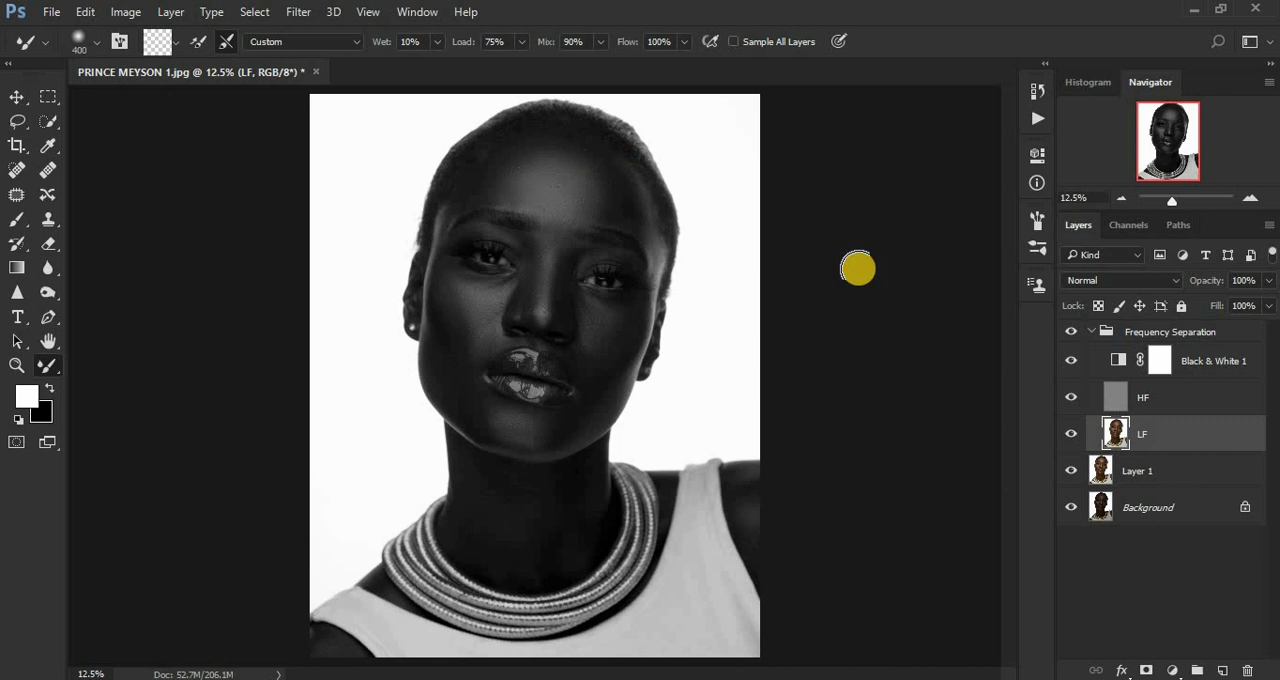 Ps File Edit Image Layer Type Select Filter 3D View Window Help
400 Custom Wet: 10% Load: 75% Mix: 90% Flow: 100% Sample All Layers
PRINCE MEYSON 1.jpg @ 12.5% (LF, RGB/8*) * ×
Histogram Navigator
12.5%
Layers Channels Paths
Kind
Normal Opacity: 100%
Lock: Fill: 100%
Frequency Separation
Black & White 1
HF
LF
Layer 1
Background
12.5% Doc: 52.7M/206.1M